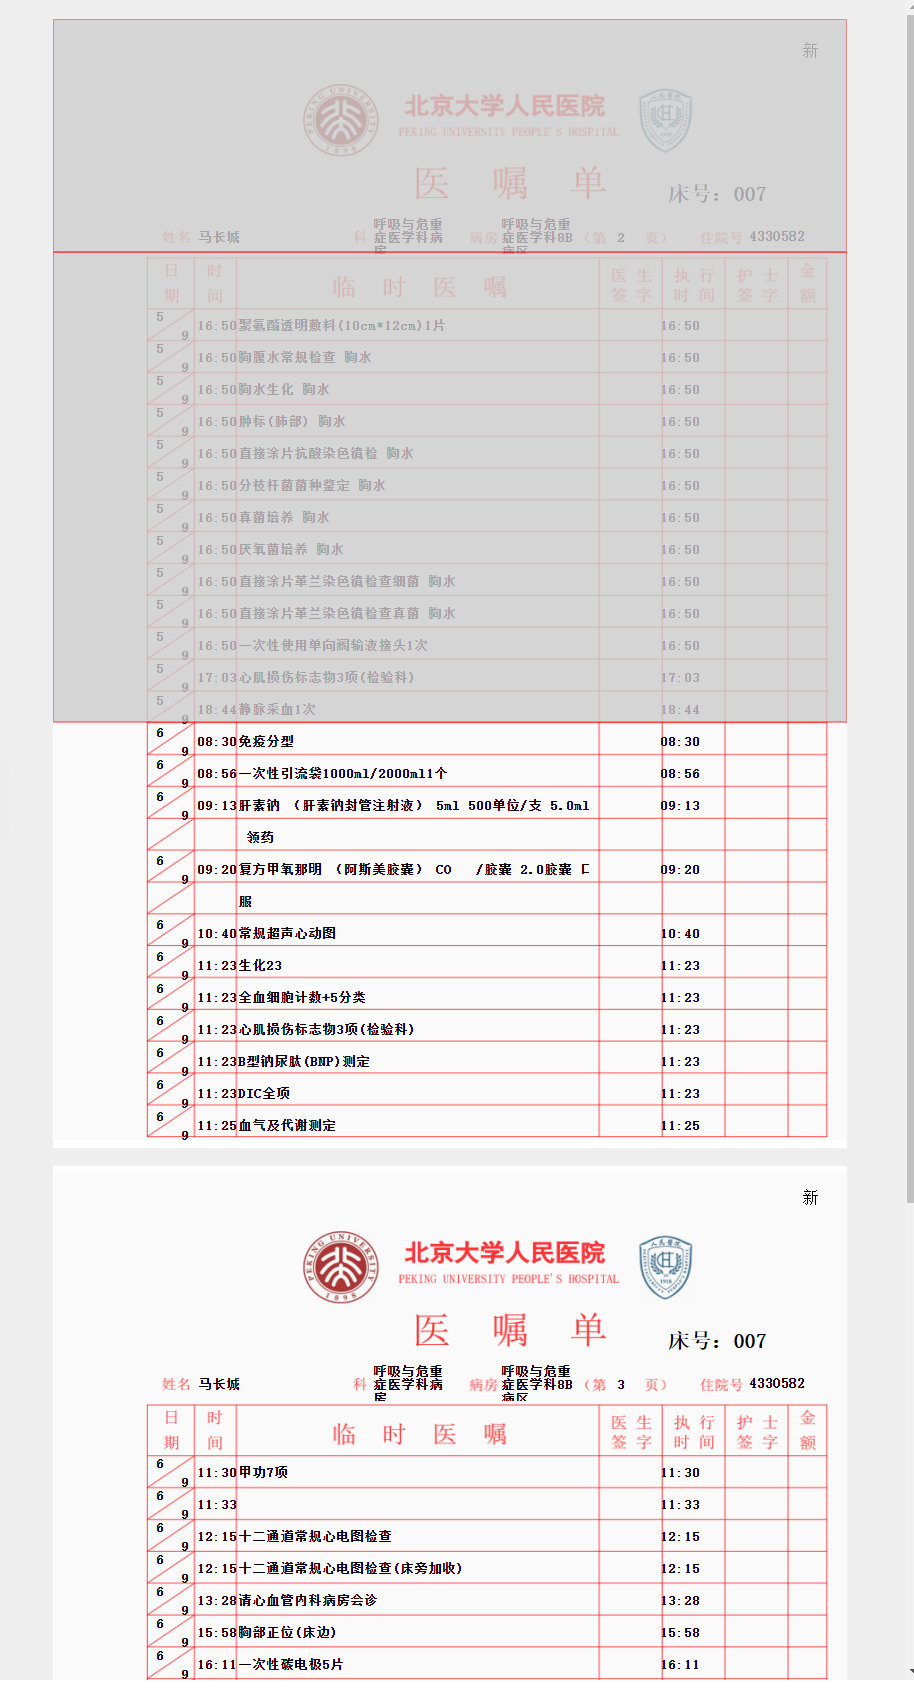 新
北京大学人民医院
PEKING UNIVERSITY PEOPLE'S HOSPITAL
PEKING UNIVERSITY
1898
医 嘱 单
床号：007
姓名 马长城 科 呼吸与危重症医学科病房 病房 呼吸与危重症医学科8B病区 （第 2 页） 住院号 4330582
日期 时间 临 时 医 嘱 医生签字 执行时间 护士签字 金额
5 9 16:50 聚氨酯透明敷料(10cm*12cm)1片 16:50
5 9 16:50 胸腹水常规检查 胸水 16:50
5 9 16:50 胸水生化 胸水 16:50
5 9 16:50 肿标(肺部) 胸水 16:50
5 9 16:50 直接涂片抗酸染色镜检 胸水 16:50
5 9 16:50 分枝杆菌菌种鉴定 胸水 16:50
5 9 16:50 真菌培养 胸水 16:50
5 9 16:50 厌氧菌培养 胸水 16:50
5 9 16:50 直接涂片革兰染色镜检查细菌 胸水 16:50
5 9 16:50 直接涂片革兰染色镜检查真菌 胸水 16:50
5 9 16:50 一次性使用单向阀输液接头1次 16:50
5 9 17:03 心肌损伤标志物3项(检验科) 17:03
5 9 18:44 静脉采血1次 18:44
6 9 08:30 免疫分型 08:30
6 9 08:56 一次性引流袋1000ml/2000ml1个 08:56
6 9 09:13 肝素钠 （肝素钠封管注射液） 5ml 500单位/支 5.0ml 09:13
领药
6 9 09:20 复方甲氧那明 （阿斯美胶囊） CO /胶囊 2.0胶囊 09:20
服
6 9 10:40 常规超声心动图 10:40
6 9 11:23 生化23 11:23
6 9 11:23 全血细胞计数+5分类 11:23
6 9 11:23 心肌损伤标志物3项(检验科) 11:23
6 9 11:23 B型钠尿肽(BNP)测定 11:23
6 9 11:23 DIC全项 11:23
6 9 11:25 血气及代谢测定 11:25
新
北京大学人民医院
PEKING UNIVERSITY PEOPLE'S HOSPITAL
PEKING UNIVERSITY
1898
人民医院
1918
医 嘱 单
床号：007
姓名 马长城 科 呼吸与危重症医学科病房 病房 呼吸与危重症医学科8B病区 （第 3 页） 住院号 4330582
日期 时间 临 时 医 嘱 医生签字 执行时间 护士签字 金额
6 9 11:30 甲功7项 11:30
6 9 11:33 11:33
6 9 12:15 十二通道常规心电图检查 12:15
6 9 12:15 十二通道常规心电图检查(床旁加收) 12:15
6 9 13:28 请心血管内科病房会诊 13:28
6 9 15:58 胸部正位(床边) 15:58
6 9 16:11 一次性碳电极5片 16:11